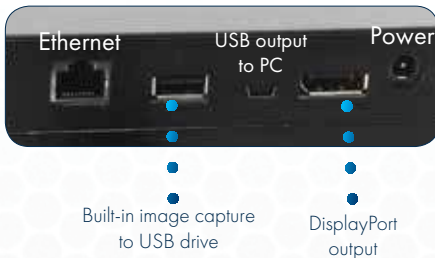 Ethernet
USB output
to PC
Power
Built-in image capture
to USB drive
DisplayPort
output